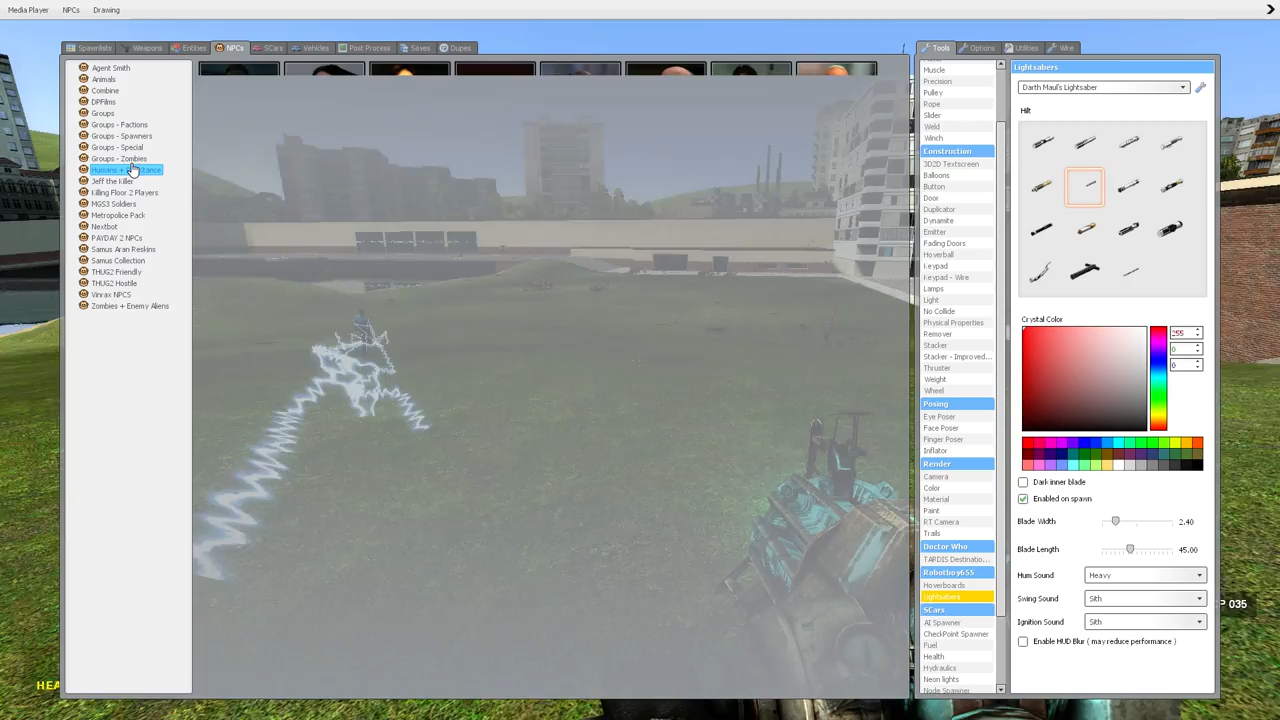 Media Player NPCs Drawing
Spawnlists Weapons Entities NPCs SCars Vehicles Post Process Saves Dupes
Agent Smith
Animals
Combine
DPFilms
Groups
Groups - Factions
Groups - Spawners
Groups - Special
Groups - Zombies
Humans +
Jeff the Killer
Killing Floor 2 Players
MGS3 Soldiers
Metropolice Pack
Nextbot
PAYDAY 2 NPCs
Samus Aran Reskins
Samus Collection
THUG2 Friendly
THUG2 Hostile
Vinrax NPCS
Zombies + Enemy Aliens
Tools Options Utilities Wire
Muscle
Precision
Pulley
Rope
Slider
Weld
Winch
Construction
3D2D Textscreen
Balloons
Button
Door
Duplicator
Dynamite
Emitter
Fading Doors
Hoverball
Keypad
Keypad - Wire
Lamps
Light
No Collide
Physical Properties
Remover
Stacker
Stacker - Improved...
Thruster
Weight
Wheel
Posing
Eye Poser
Face Poser
Finger Poser
Inflator
Render
Camera
Color
Material
Paint
RT Camera
Trails
Doctor Who
TARDIS Destinatio...
Robotboy655
Hoverboards
Lightsabers
SCars
AI Spawner
CheckPoint Spawner
Fuel
Health
Hydraulics
Neon lights
Node Spawner
Lightsabers
Darth Maul's Lightsaber
Hilt
Crystal Color
255
0
0
Dark inner blade
Enabled on spawn
Blade Width 2.40
Blade Length 45.00
Hum Sound Heavy
Swing Sound Sith
Ignition Sound Sith
Enable HUD Blur ( may reduce performance )
P 035
HEA